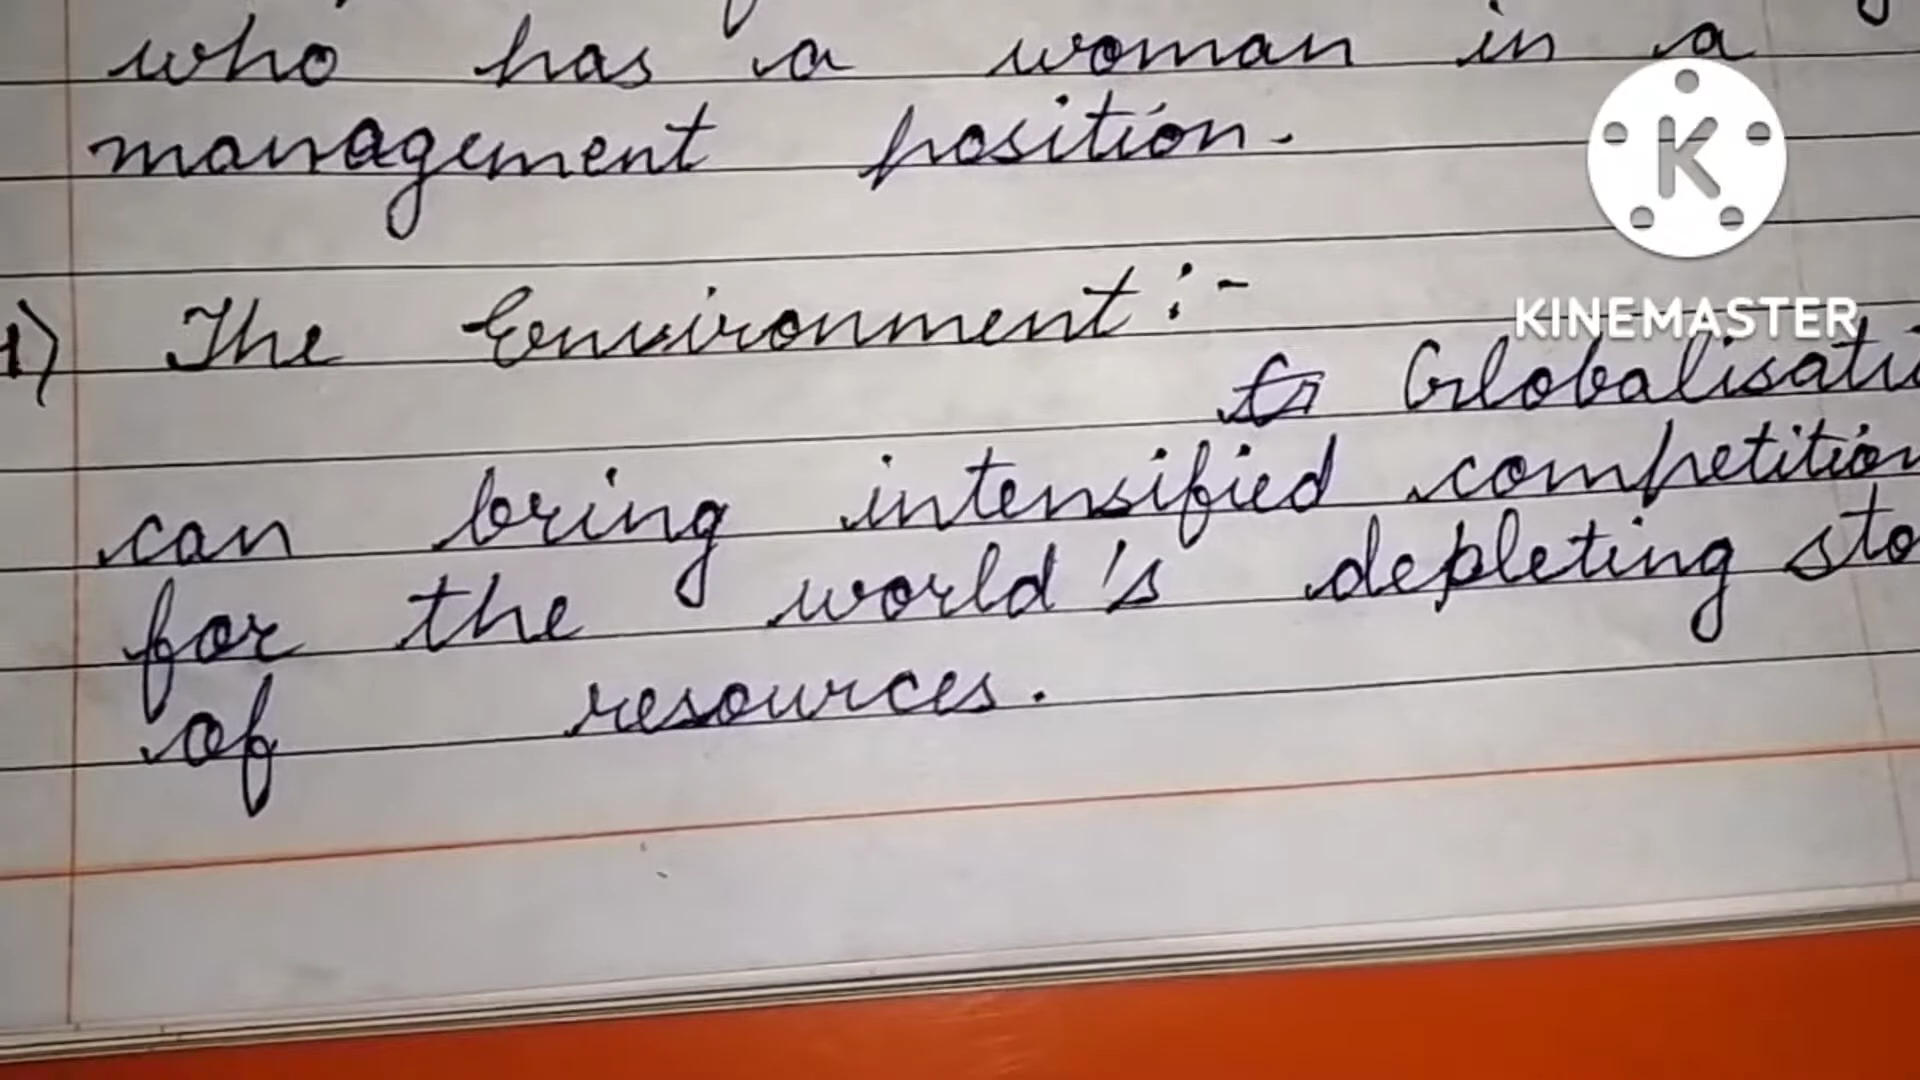 who has a woman in a
management position.
KINEMASTER
The Environment :-
Globalisati
can bring intensified competition
for the world's depleting sto
of resources.